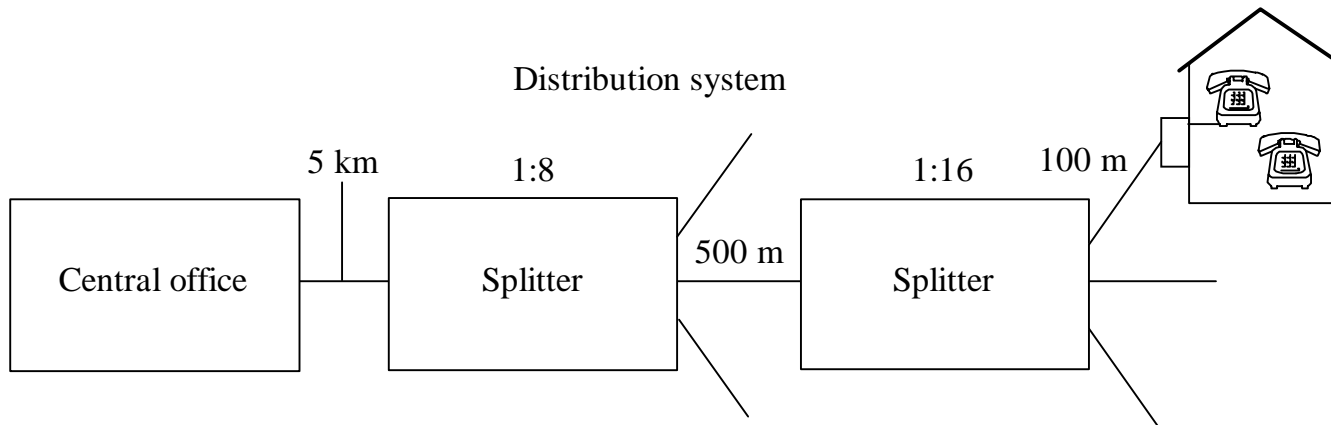 Distribution system
5 km
1:8
1:16
100 m
Central office
Splitter
500 m
Splitter